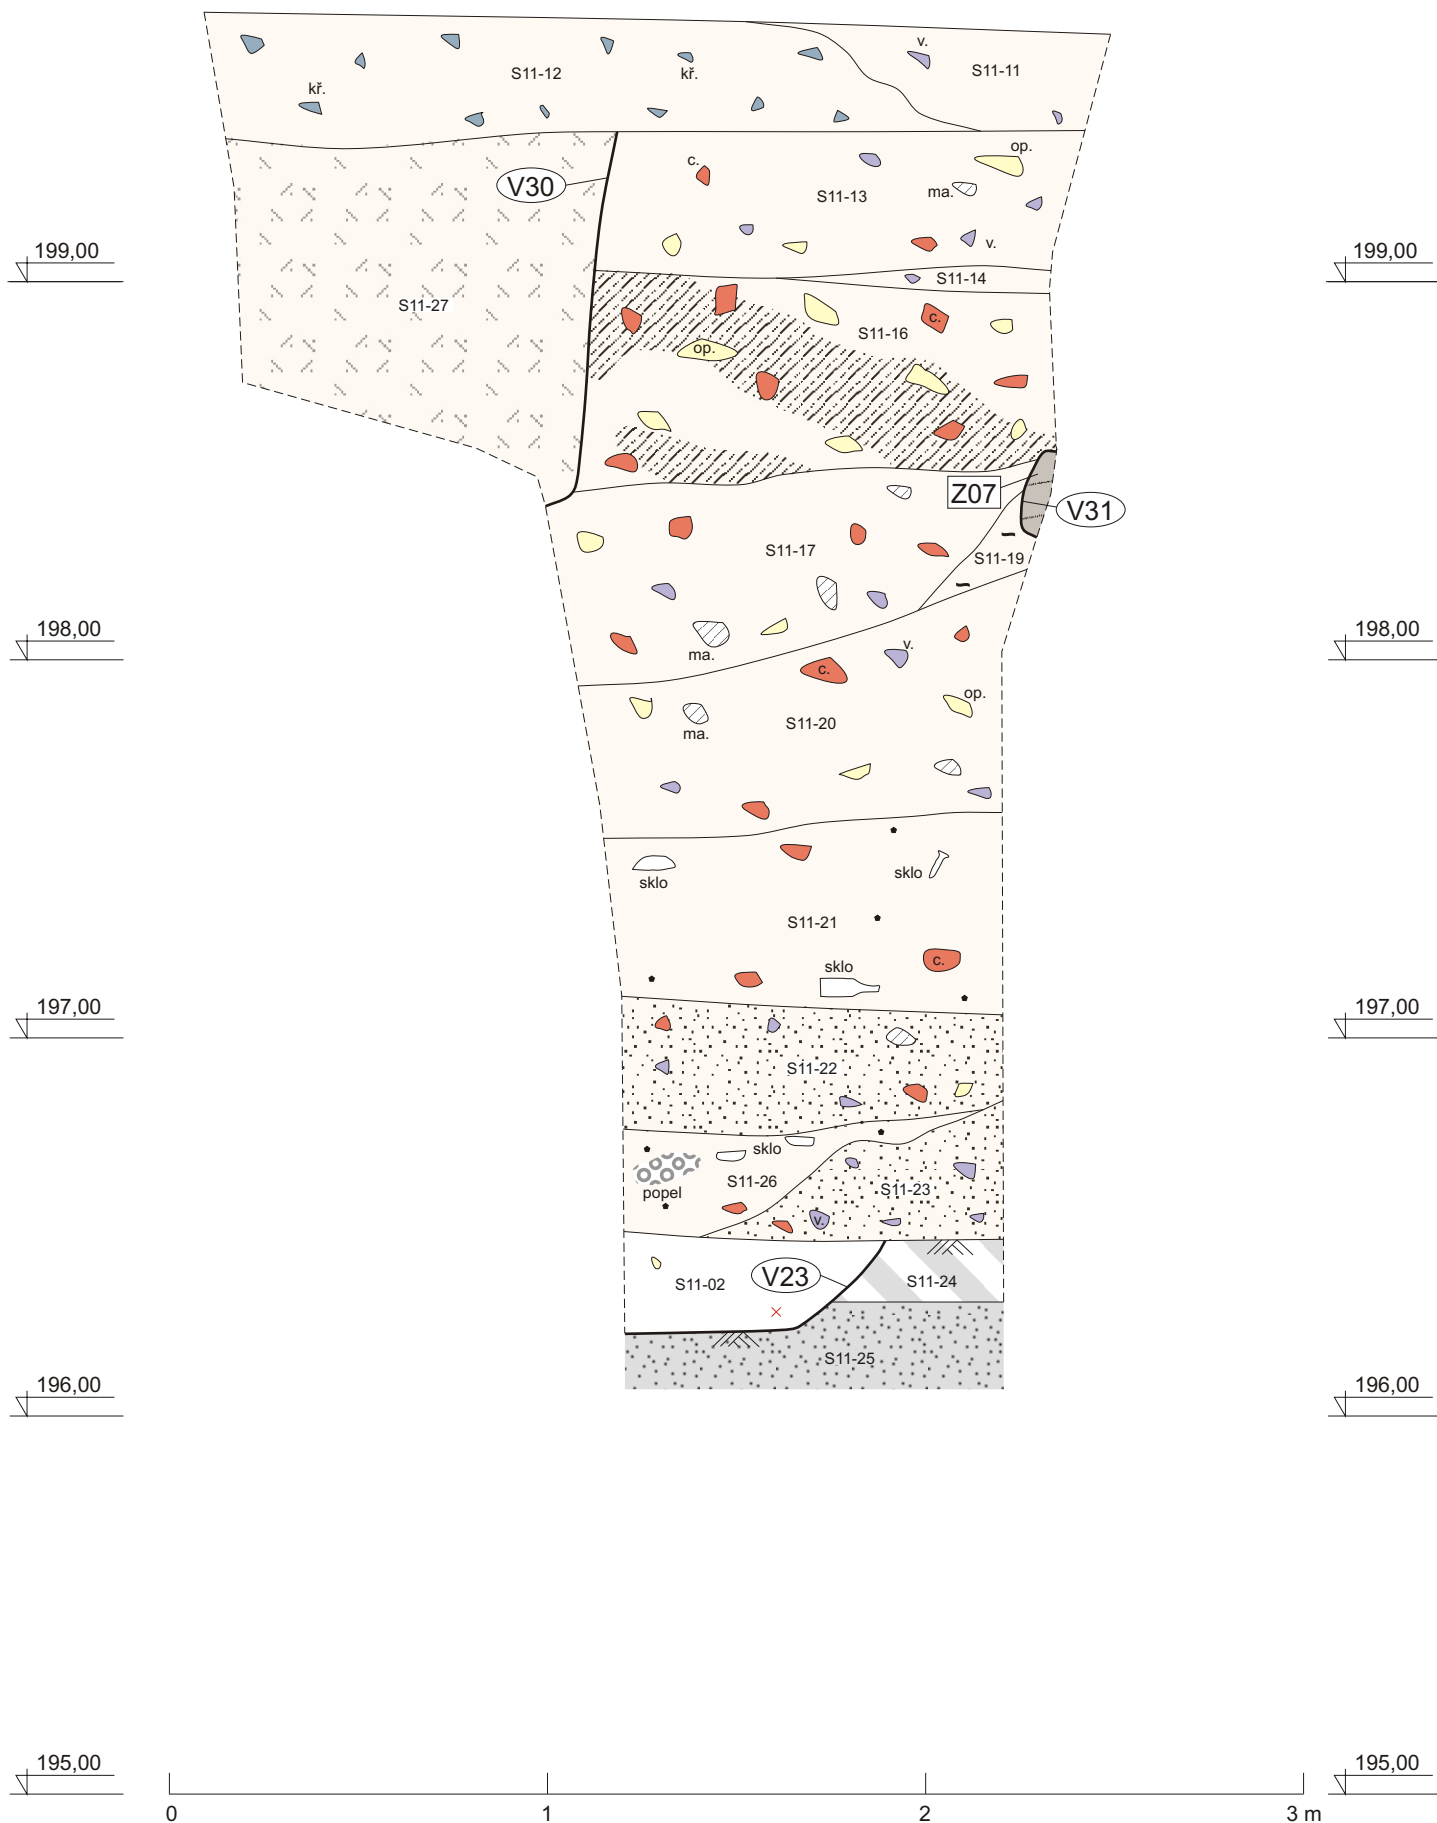 v.
S11-11
S11-12
kř.
kř.
op.
c.
V30
ma.
S11-13
v.
199,00
199,00
S11-14
S11-27
c.
S11-16
op.
Z07
V31
S11-17
S11-19
198,00
198,00
v.
ma.
c.
op.
S11-20
ma.
sklo
sklo
S11-21
c.
sklo
197,00
197,00
S11-22
sklo
S11-26
popel
S11-23
v.
V23
S11-24
S11-02
S11-25
196,00
196,00
195,00
195,00
0 1 2 3 m